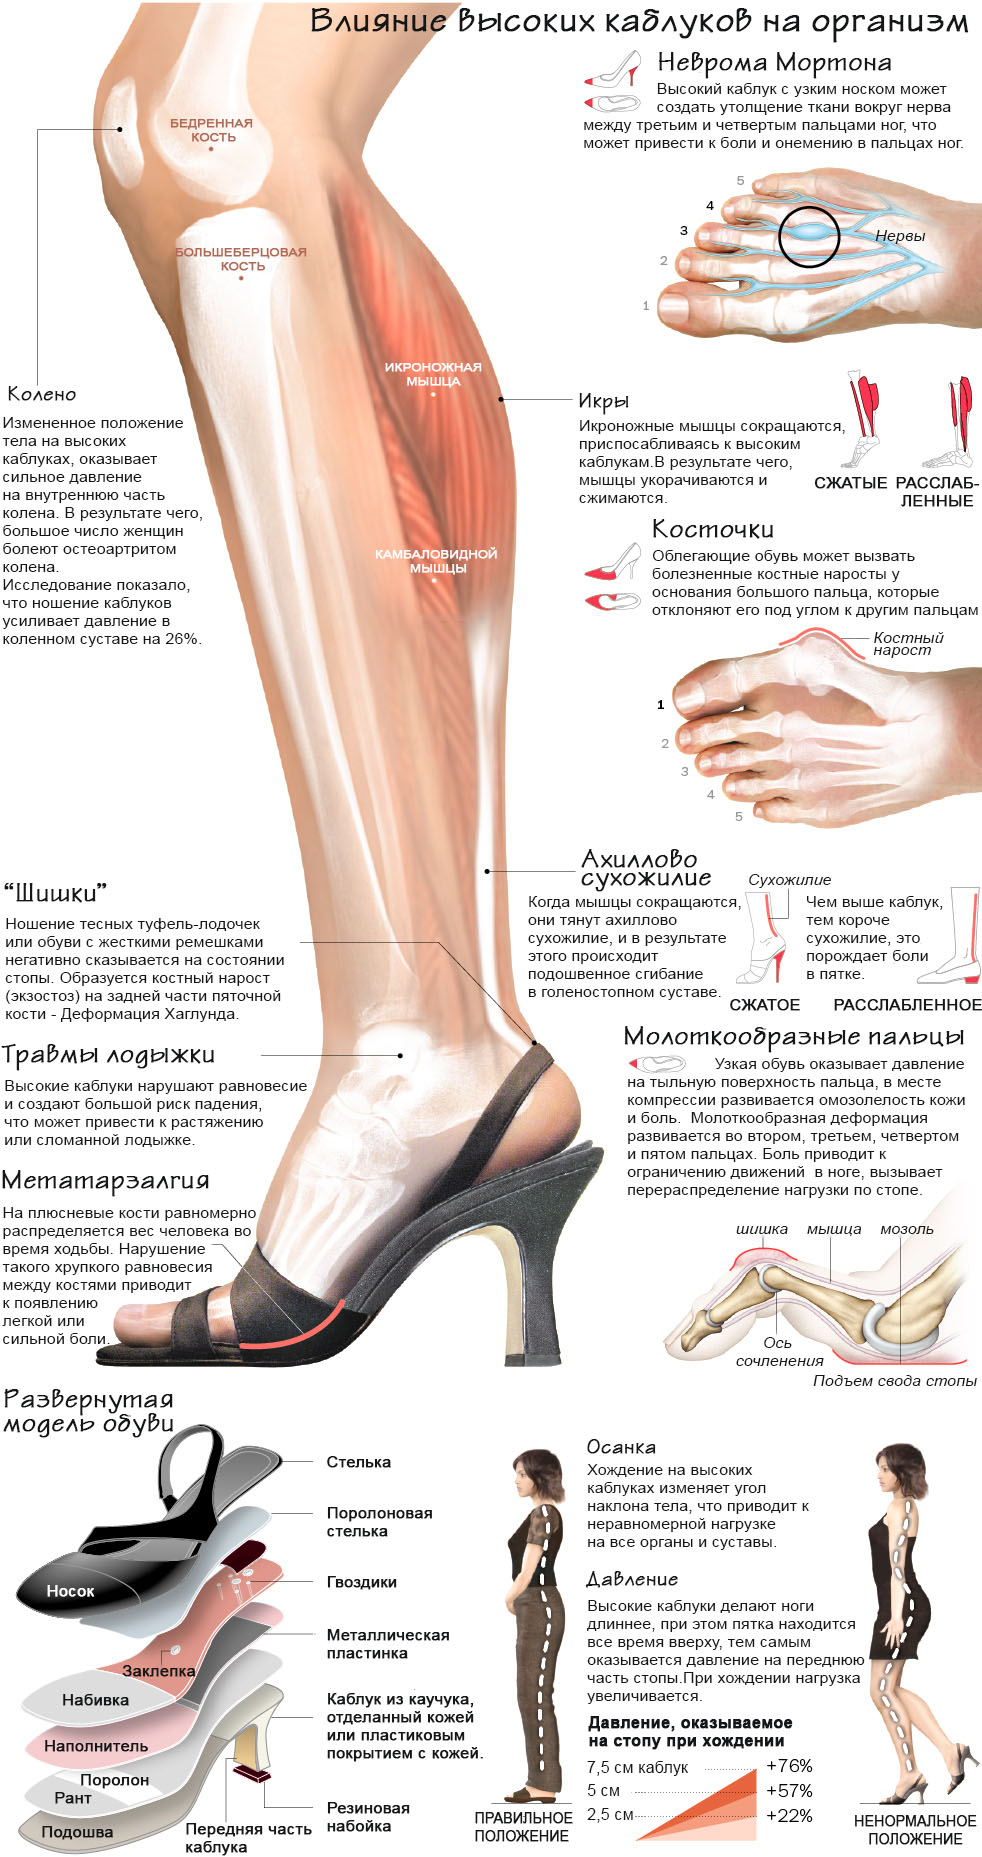 Влияние высоких каблуков на организм
Неврома Мортона
Высокий каблук с узким носком может
создать утолщение ткани вокруг нерва
между третьим и четвертым пальцами ног, что
может привести к боли и онемению в пальцах ног.
5
4
3
2
1
Нервы
БЕДРЕННАЯ
КОСТЬ
БОЛЬШЕБЕРЦОВАЯ
КОСТЬ
ИКРОНОЖНАЯ
МЫШЦА
КАМБАЛОВИДНОЙ
МЫШЦЫ
Колено
Измененное положение
тела на высоких
каблуках, оказывает
сильное давление
на внутреннюю часть
колена. В результате чего,
большое число женщин
болеют остеоартритом
колена.
Исследование показало,
что ношение каблуков
усиливает давление в
коленном суставе на 26%.
Икры
Икроножные мышцы сокращаются,
приспосабливаясь к высоким
каблукам.В результате чего,
мышцы укорачиваются и
сжимаются.
СЖАТЫЕ
РАССЛАБ-
ЛЕННЫЕ
Косточки
Облегающие обувь может вызвать
болезненные костные наросты у
основания большого пальца, которые
отклоняют его под углом к другим пальцам
Костный
нарост
1
2
3
4
5
Ахиллово
сухожилие
Когда мышцы сокращаются,
они тянут ахиллово
сухожилие, и в результате
этого происходит
подошвенное сгибание
в голеностопном суставе.
Сухожилие
СЖАТОЕ
Чем выше каблук,
тем короче
сухожилие, это
порождает боли
в пятке.
РАССЛАБЛЕННОЕ
“Шишки”
Ношение тесных туфель-лодочек
или обуви с жесткими ремешками
негативно сказывается на состоянии
стопы. Образуется костный нарост
(экзостоз) на задней части пяточной
кости - Деформация Хаглунда.
Травмы лодыжки
Высокие каблуки нарушают равновесие
и создают большой риск падения,
что может привести к растяжению
или сломанной лодыжке.
Метатарзалгия
На плюсневые кости равномерно
распределяется вес человека во
время ходьбы. Нарушение
такого хрупкого равновесия
между костями приводит
к появлению
легкой или
сильной боли.
Молоткообразные пальцы
Узкая обувь оказывает давление
на тыльную поверхность пальца, в месте
компрессии развивается омозолелость кожи
и боль. Молоткообразная деформация
развивается во втором, третьем, четвертом
и пятом пальцах. Боль приводит к
ограничению движений в ноге, вызывает
перераспределение нагрузки по стопе.
шишка
мышца
мозоль
Ось
сочленения
Подъем свода стопы
Развернутая
модель обуви
Носок
Заклепка
Набивка
Наполнитель
Поролон
Рант
Подошва
Стелька
Поролоновая
стелька
Гвоздики
Металлическая
пластинка
Каблук из каучука,
отделанный кожей
или пластиковым
покрытием с кожей.
Резиновая
набойка
Передняя часть
каблука
ПРАВИЛЬНОЕ
ПОЛОЖЕНИЕ
Осанка
Хождение на высоких
каблуках изменяет угол
наклона тела, что приводит к
неравномерной нагрузке
на все органы и суставы.
Давление
Высокие каблуки делают ноги
длиннее, при этом пятка находится
все время вверху, тем самым
оказывается давление на переднюю
часть стопы.При хождении нагрузка
увеличивается.
Давление, оказываемое
на стопу при хождении
7,5 см каблук
+76%
5 см
+57%
2,5 см
+22%
НЕНОРМАЛЬНОЕ
ПОЛОЖЕНИЕ